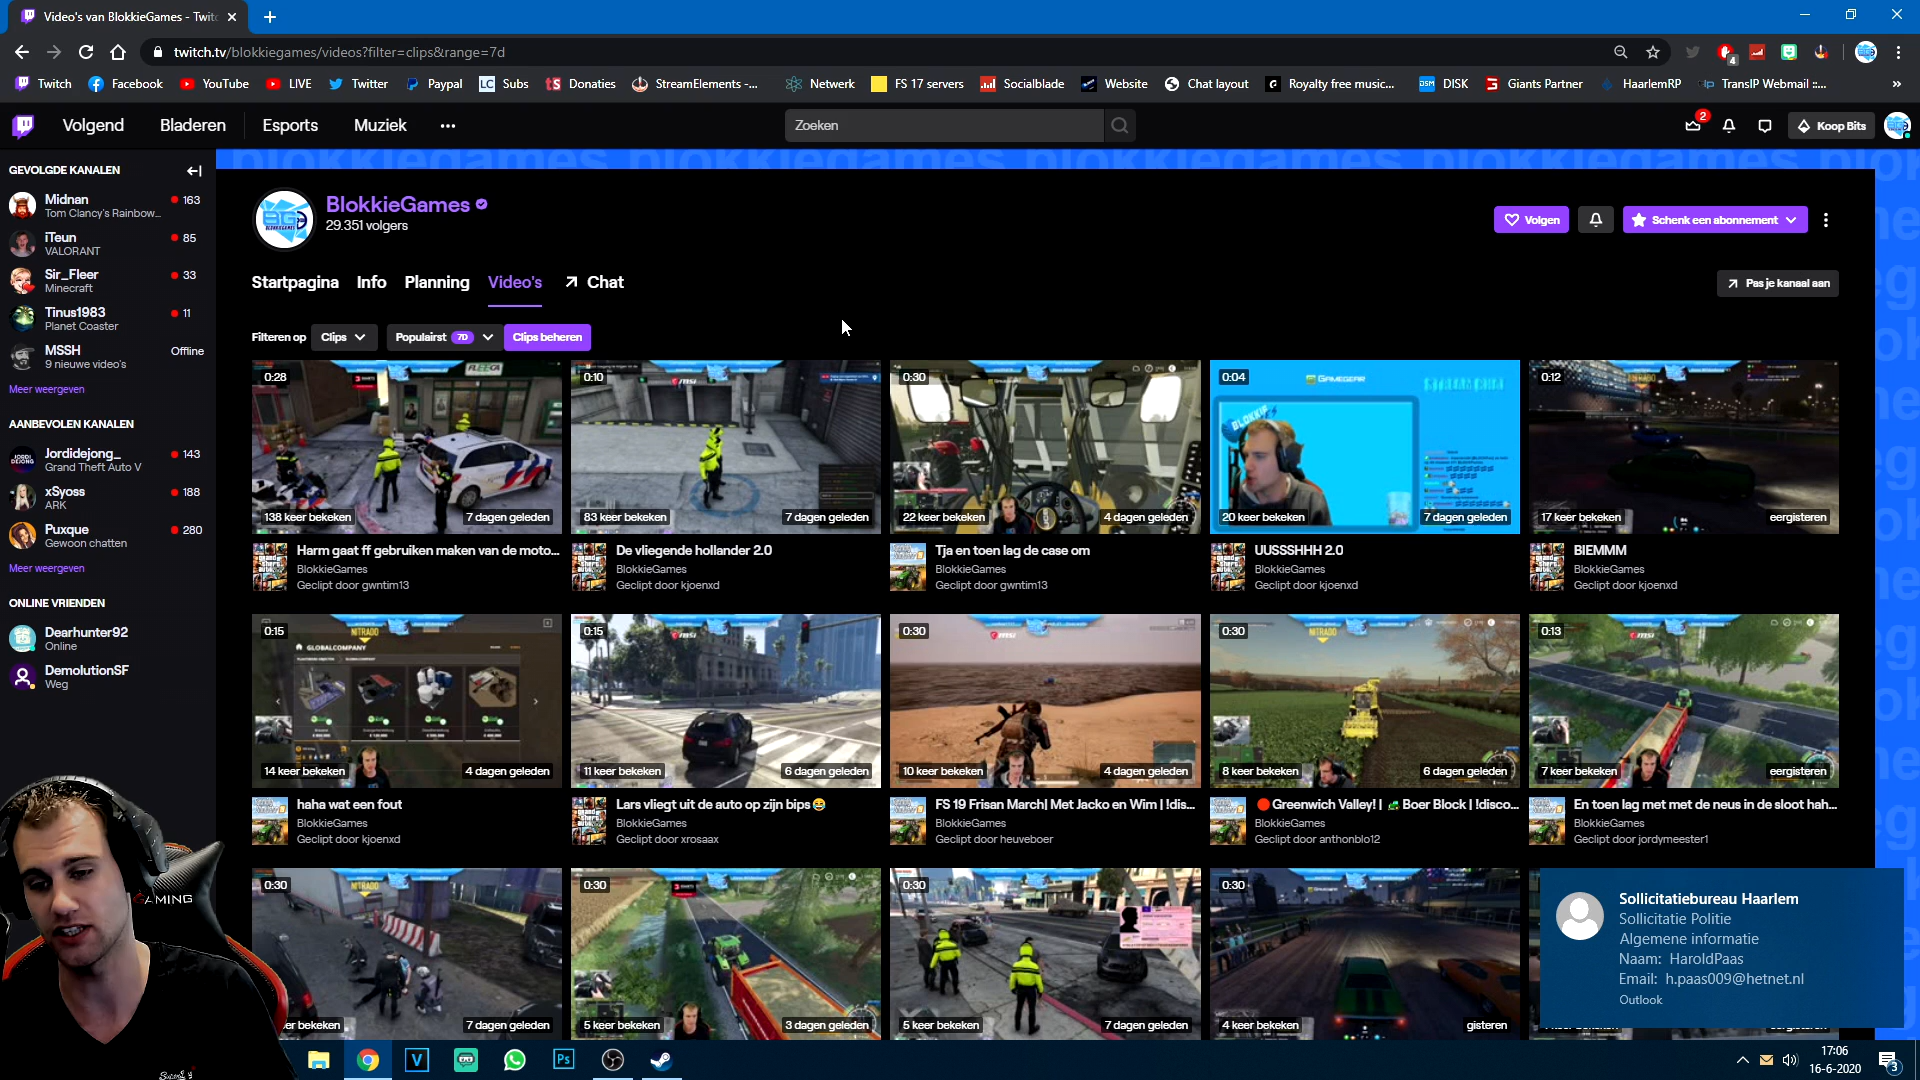 Video's van BlokkieGames - Twitc
twitch.tv/blokkiegames/videos?filter=clips&range=7d
4
Twitch Facebook YouTube LIVE Twitter Paypal LC Subs Donaties StreamElements -... Netwerk FS 17 servers Socialblade Website Chat layout Royalty free music... DISK Giants Partner HaarlemRP TransIP Webmail ::... »
Volgend Bladeren Esports Muziek
Zoeken
2
Koop Bits
blokkiegames blokkiegames blokkiegames blokkiegames
GEVOLGDE KANALEN
Midnan 163
Tom Clancy's Rainbow...
iTeun 85
VALORANT
Sir_Fleer 33
Minecraft
Tinus1983 11
Planet Coaster
MSSH Offline
9 nieuwe video's
Meer weergeven
AANBEVOLEN KANALEN
Jordidejong_ 143
Grand Theft Auto V
xSyoss 188
ARK
Puxque 280
Gewoon chatten
Meer weergeven
ONLINE VRIENDEN
Dearhunter92
Online
DemolutionSF
Weg
BlokkieGames
29.351 volgers
Volgen
Schenk een abonnement
Startpagina Info Planning Video's Chat
Pas je kanaal aan
Filteren op Clips Populairst 7D Clips beheren
0:28 0:10 0:30 0:04 0:12
138 keer bekeken 7 dagen geleden
83 keer bekeken 7 dagen geleden
22 keer bekeken 4 dagen geleden
20 keer bekeken 7 dagen geleden
17 keer bekeken eergisteren
Harm gaat ff gebruiken maken van de moto...
BlokkieGames
Geclipt door gwntim13
De vliegende hollander 2.0
BlokkieGames
Geclipt door kjoenxd
Tja en toen lag de case om
BlokkieGames
Geclipt door gwntim13
UUSSSHHH 2.0
BlokkieGames
Geclipt door kjoenxd
BIEMMM
BlokkieGames
Geclipt door kjoenxd
0:15 0:15 0:30 0:30 0:13
NITRADO
GLOBALCOMPANY
14 keer bekeken 4 dagen geleden
11 keer bekeken 6 dagen geleden
10 keer bekeken 4 dagen geleden
8 keer bekeken 6 dagen geleden
7 keer bekeken eergisteren
haha wat een fout
BlokkieGames
Geclipt door kjoenxd
Lars vliegt uit de auto op zijn bips😂
BlokkieGames
Geclipt door xrosaax
FS 19 Frisan March| Met Jacko en Wim | !dis...
BlokkieGames
Geclipt door heuveboer
🔴Greenwich Valley! | 🚜 Boer Block | !disco...
BlokkieGames
Geclipt door anthonblo12
En toen lag met met de neus in de sloot hah...
BlokkieGames
Geclipt door jordymeester1
0:30 0:30 0:30 0:30
er bekeken 7 dagen geleden
5 keer bekeken 3 dagen geleden
5 keer bekeken 7 dagen geleden
4 keer bekeken gisteren
Sollicitatiebureau Haarlem
Sollicitatie Politie
Algemene informatie
Naam: HaroldPaas
Email: h.paas009@hetnet.nl
Outlook
GAMING
17:06
16-6-2020
3